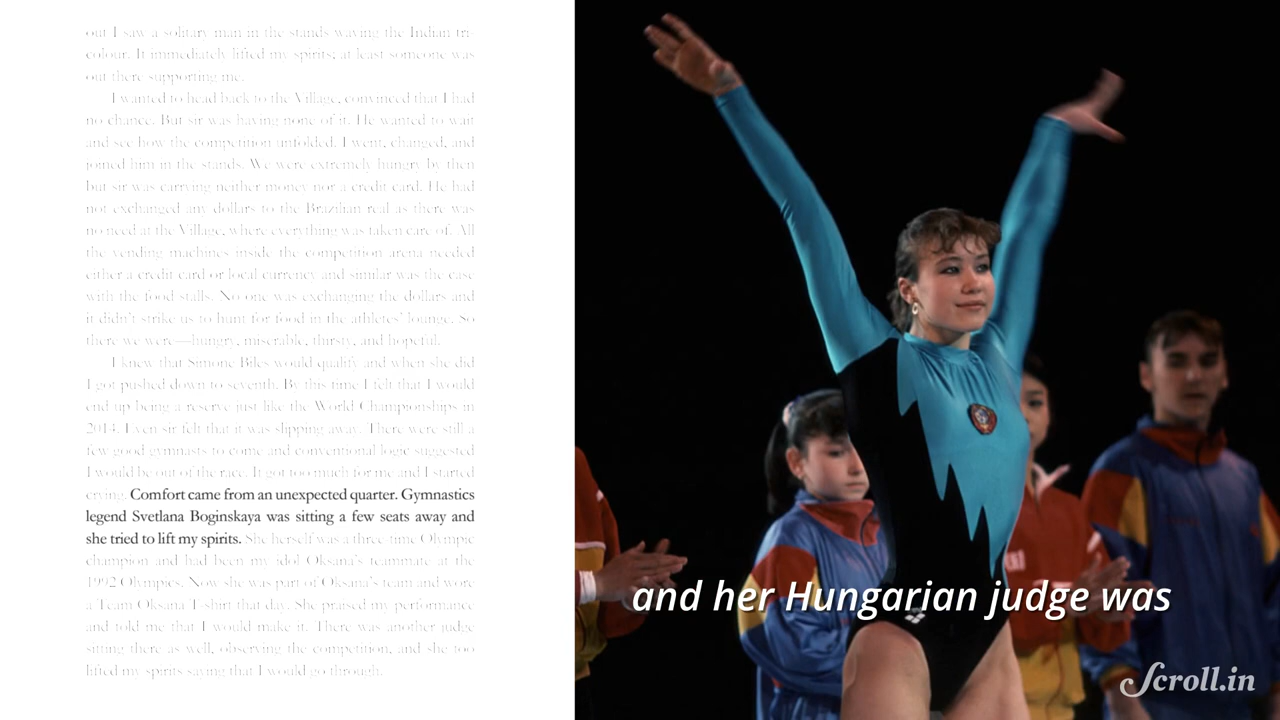 out I saw a solitary man in the stands waving the Indian tri-
colour. It immediately lifted my spirits; at least someone was
out there supporting me.
I wanted to head back to the Village, convinced that I had
no chance. But sir was having none of it. He wanted to wait
and see how the competition unfolded. I went, changed, and
joined him in the stands. We were extremely hungry by then
but sir was carrying neither money nor a credit card. He had
not exchanged any dollars to the Brazilian real as there was
no need at the Village, where everything was taken care of. All
the vending machines inside the competition arena needed
either a credit card or local currency and similar was the case
with the food stalls. No one was exchanging the dollars and
it didn't strike us to hunt for food in the athletes' lounge. So
there we were—hungry, miserable, thirsty, and hopeful.
I knew that Simone Biles would qualify and when she did
I got pushed down to seventh. By this time I felt that I would
end up being a reserve just like the World Championships in
2014. Even sir felt that it was slipping away. There were still a
few good gymnasts to come and conventional logic suggested
I would be out of the race. It got too much for me and I started
crying. Comfort came from an unexpected quarter. Gymnastics
legend Svetlana Boginskaya was sitting a few seats away and
she tried to lift my spirits. She herself was a three-time Olympic
champion and had been my idol Oksana's teammate at the
1992 Olympics. Now she was part of Oksana's team and wore
a Team Oksana T-shirt that day. She praised my performance
and told me that I would make it. There was another judge
sitting there as well, observing the competition, and she too
lifted my spirits saying that I would go through.
and her Hungarian judge was
Scroll.in